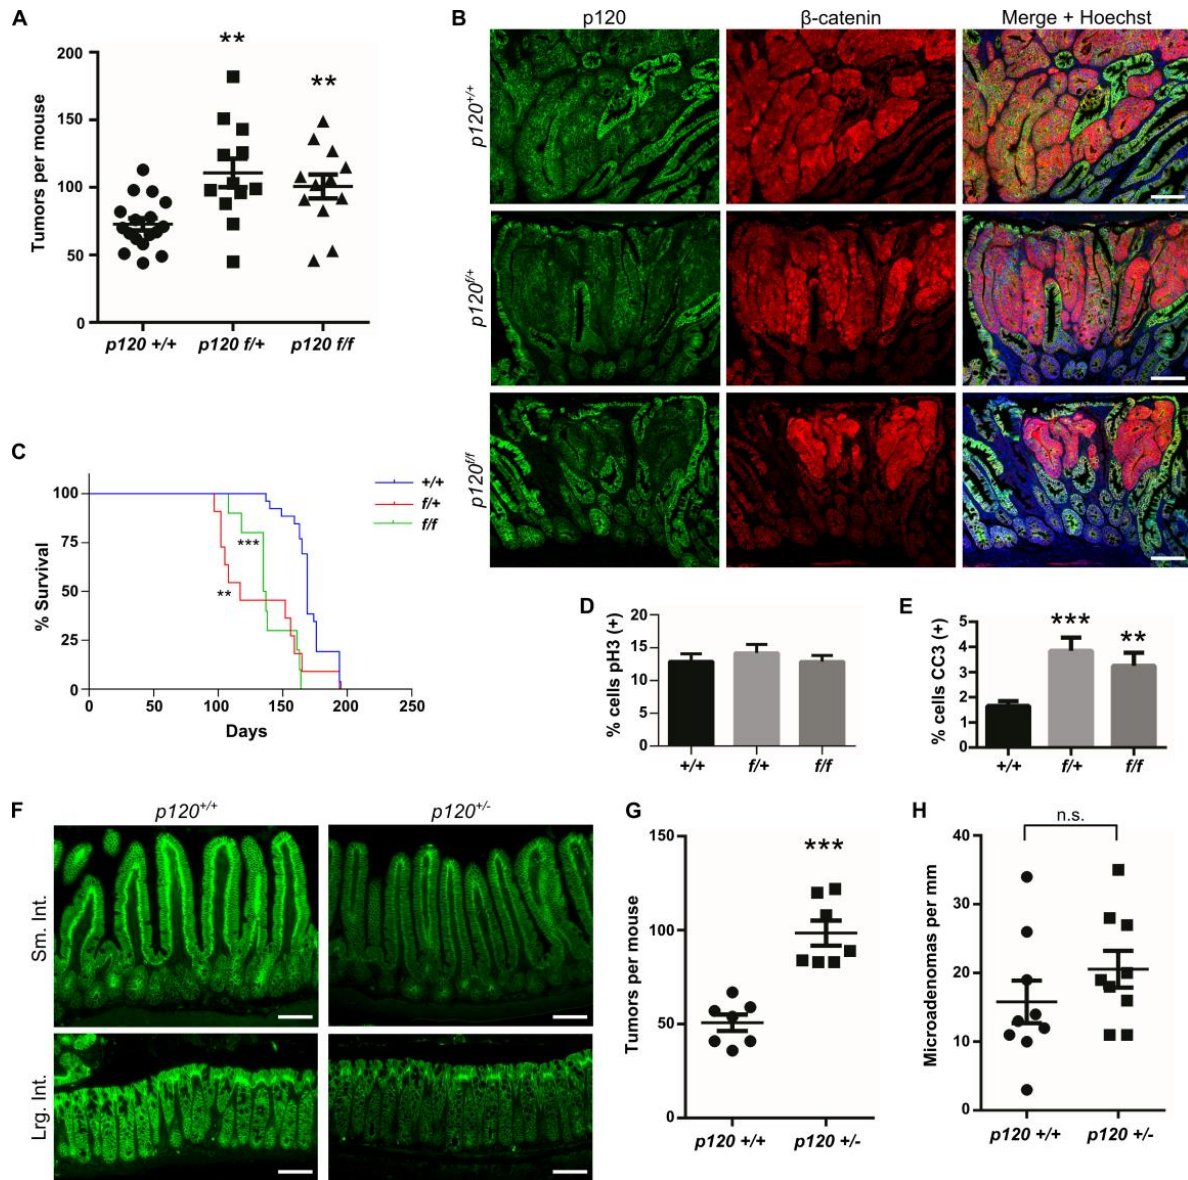 A
**
**
200
150
100
50
0
Tumors per mouse
p120 +/+
p120 f/+
p120 f/f
B
p120
β-catenin
Merge + Hoechst
p120+/+
p120f/+
p120f/f
C
100
75
50
25
0
% Survival
0
50
100
150
200
250
Days
+/+
f/+
f/f
***
**
D
20
15
10
5
0
% cells pH3 (+)
+/+
f/+
f/f
E
***
**
5
4
3
2
1
0
% cells CC3 (+)
+/+
f/+
f/f
F
p120+/+
p120+/-
Sm. Int.
Lrg. Int.
G
***
150
100
50
0
Tumors per mouse
p120 +/+
p120 +/-
H
n.s.
40
30
20
10
0
Microadenomas per mm
p120 +/+
p120 +/-